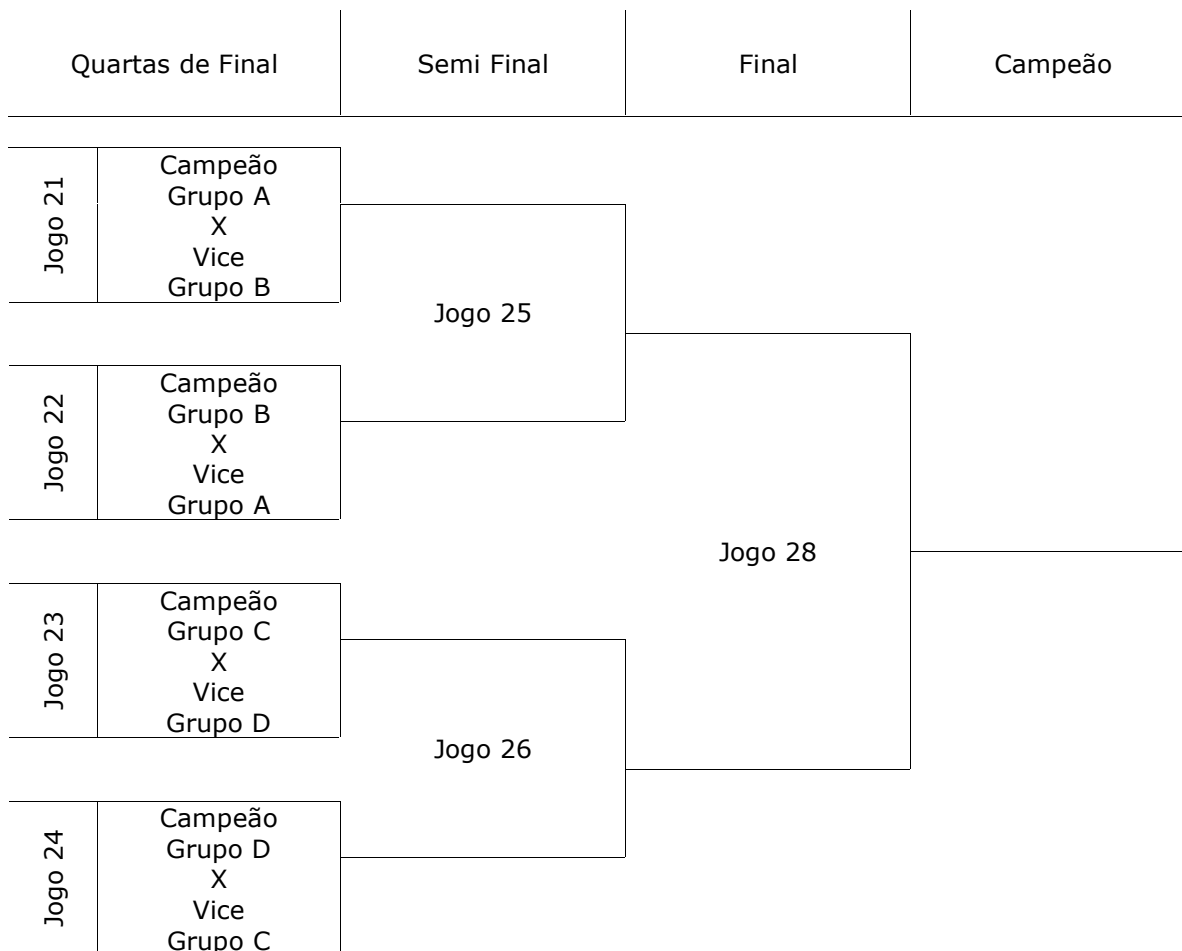 Quartas de Final
Semi Final
Final
Campeão
Jogo 21
Campeão
Grupo A
X
Vice
Grupo B
Jogo 25
Jogo 22
Campeão
Grupo B
X
Vice
Grupo A
Jogo 28
Jogo 23
Campeão
Grupo C
X
Vice
Grupo D
Jogo 26
Jogo 24
Campeão
Grupo D
X
Vice
Grupo C